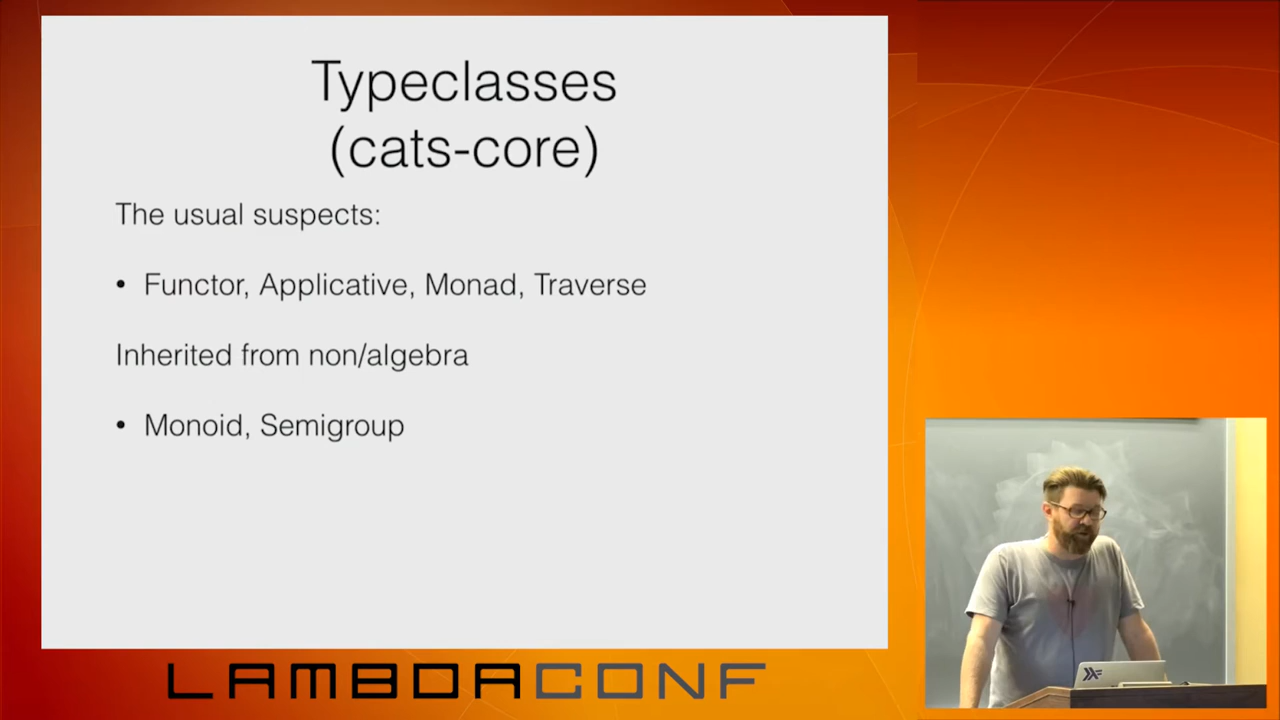 Typeclasses
(cats-core)
The usual suspects:
• Functor, Applicative, Monad, Traverse
Inherited from non/algebra
• Monoid, Semigroup
LAMBDACONF